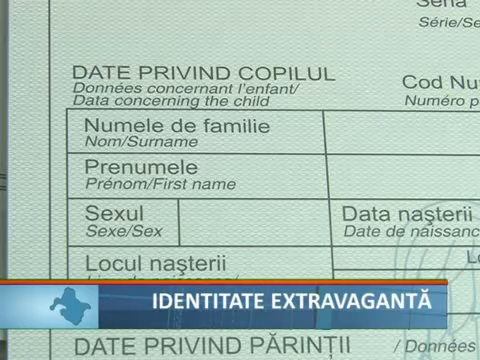 Seria
Série/Se
DATE PRIVIND COPILUL
Données concernant l'enfant/
Data concerning the child
Cod Nu
Numéro p
Numele de familie
Nom/Surname
Prenumele
Prénom/First name
Sexul
Sexe/Sex
Data naşterii
Date de naissanc
Locul naşterii
Lo
IDENTITATE EXTRAVAGANTĂ
DATE PRIVIND PĂRINŢII
/ Données